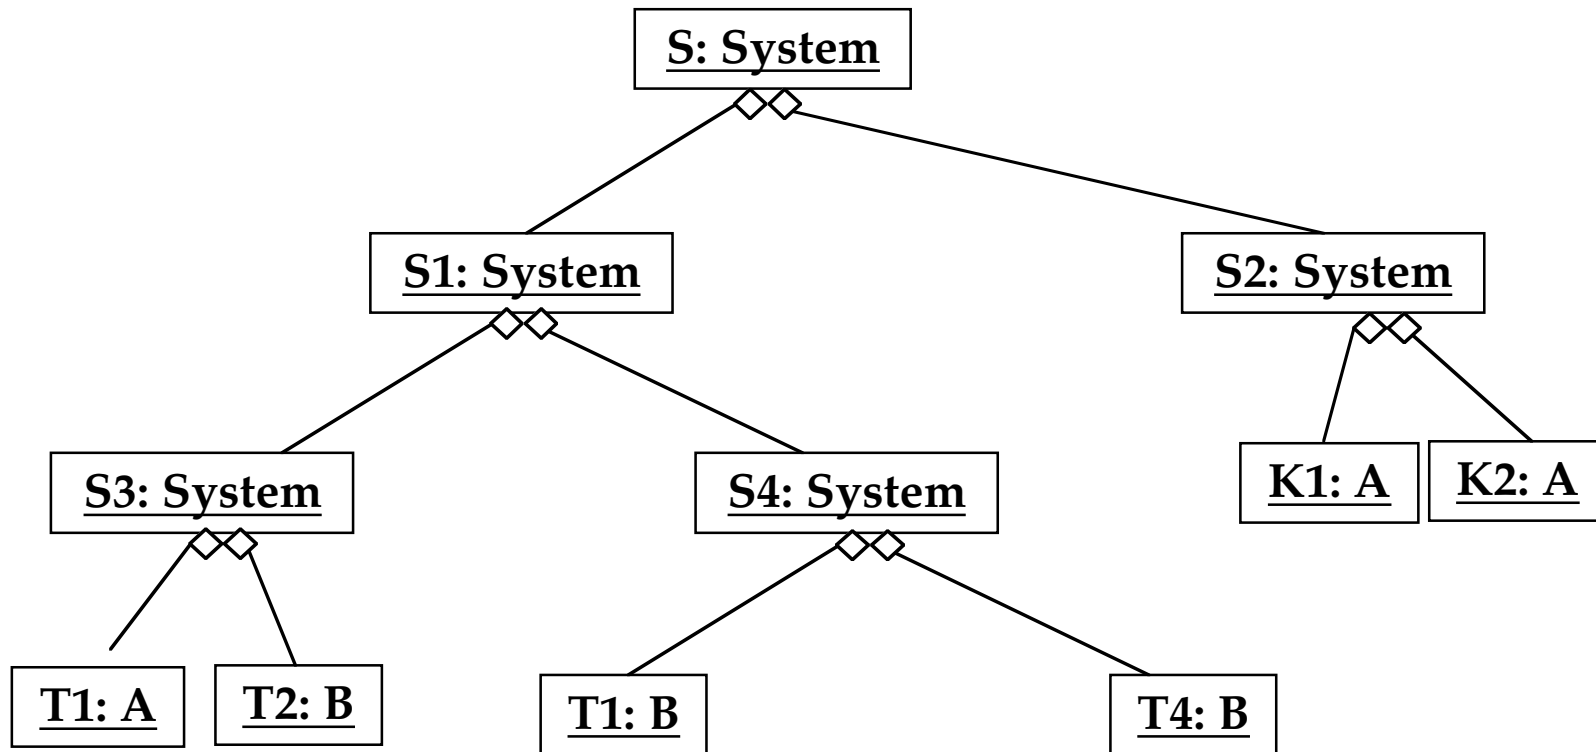 S: System
S1: System
S2: System
S3: System
S4: System
K1: A
K2: A
T1: A
T2: B
T1: B
T4: B